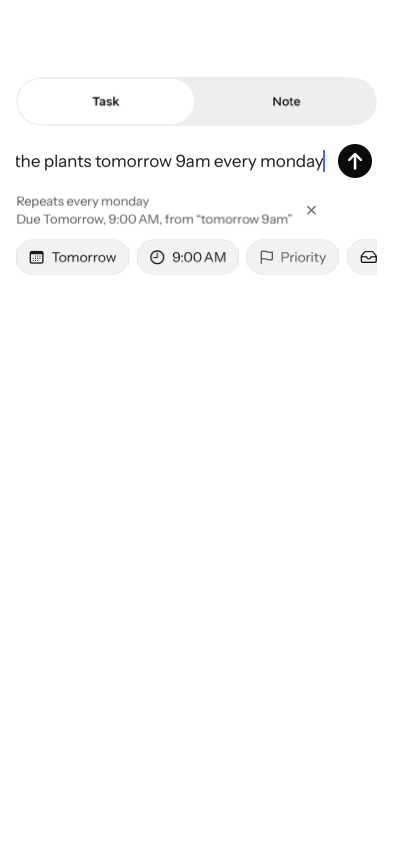 Task
Note
the plants tomorrow 9am every monday
Repeats every monday
Due Tomorrow, 9:00 AM, from “tomorrow 9am”
Tomorrow
9:00 AM
Priority